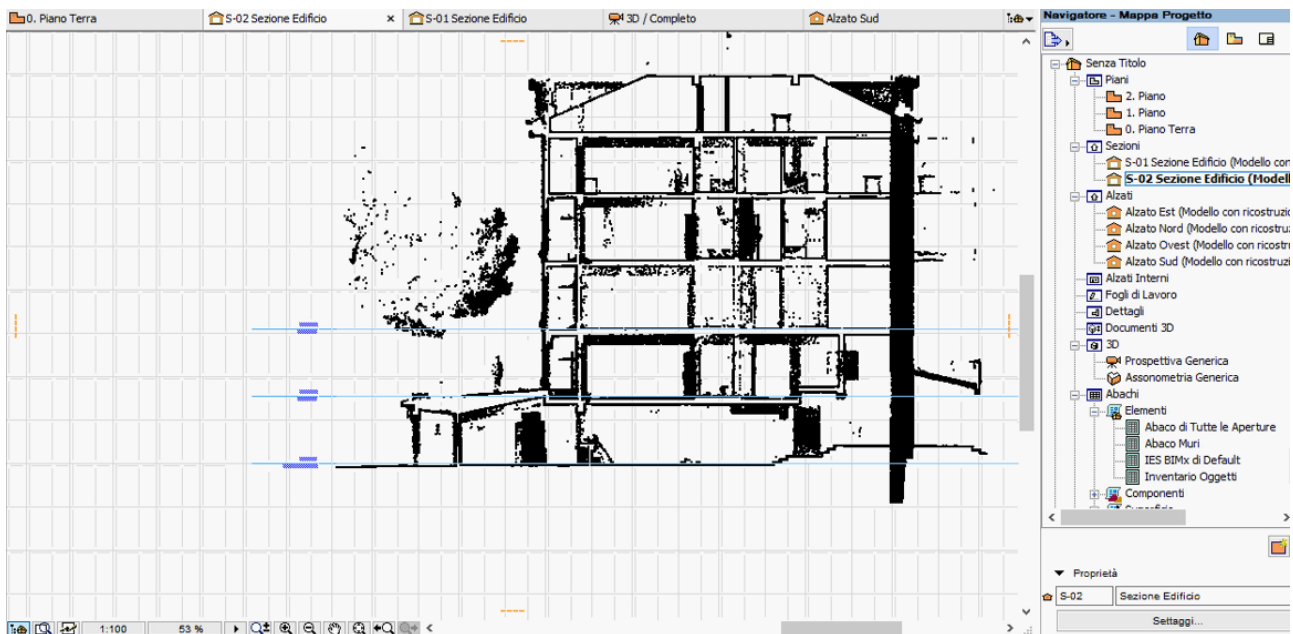 0. Piano Terra
S-02 Sezione Edificio
S-01 Sezione Edificio
3D / Completo
Alzato Sud
Navigatore - Mappa Progetto
Senza Titolo
Piani
2. Piano
1. Piano
0. Piano Terra
Sezioni
S-01 Sezione Edificio (Modello con
S-02 Sezione Edificio (Modell
Alzati
Alzato Est (Modello con ricostruzio
Alzato Nord (Modello con ricostruz
Alzato Ovest (Modello con ricostru
Alzato Sud (Modello con ricostruzi
Alzati Interni
Fogli di Lavoro
Dettagli
Documenti 3D
3D
Prospettiva Generica
Assonometria Generica
Abachi
Elementi
Abaco di Tutte le Aperture
Abaco Muri
IES BIMx di Default
Inventario Oggetti
Componenti
Proprietà
S-02
Sezione Edificio
Settaggi...
1:100
53 %